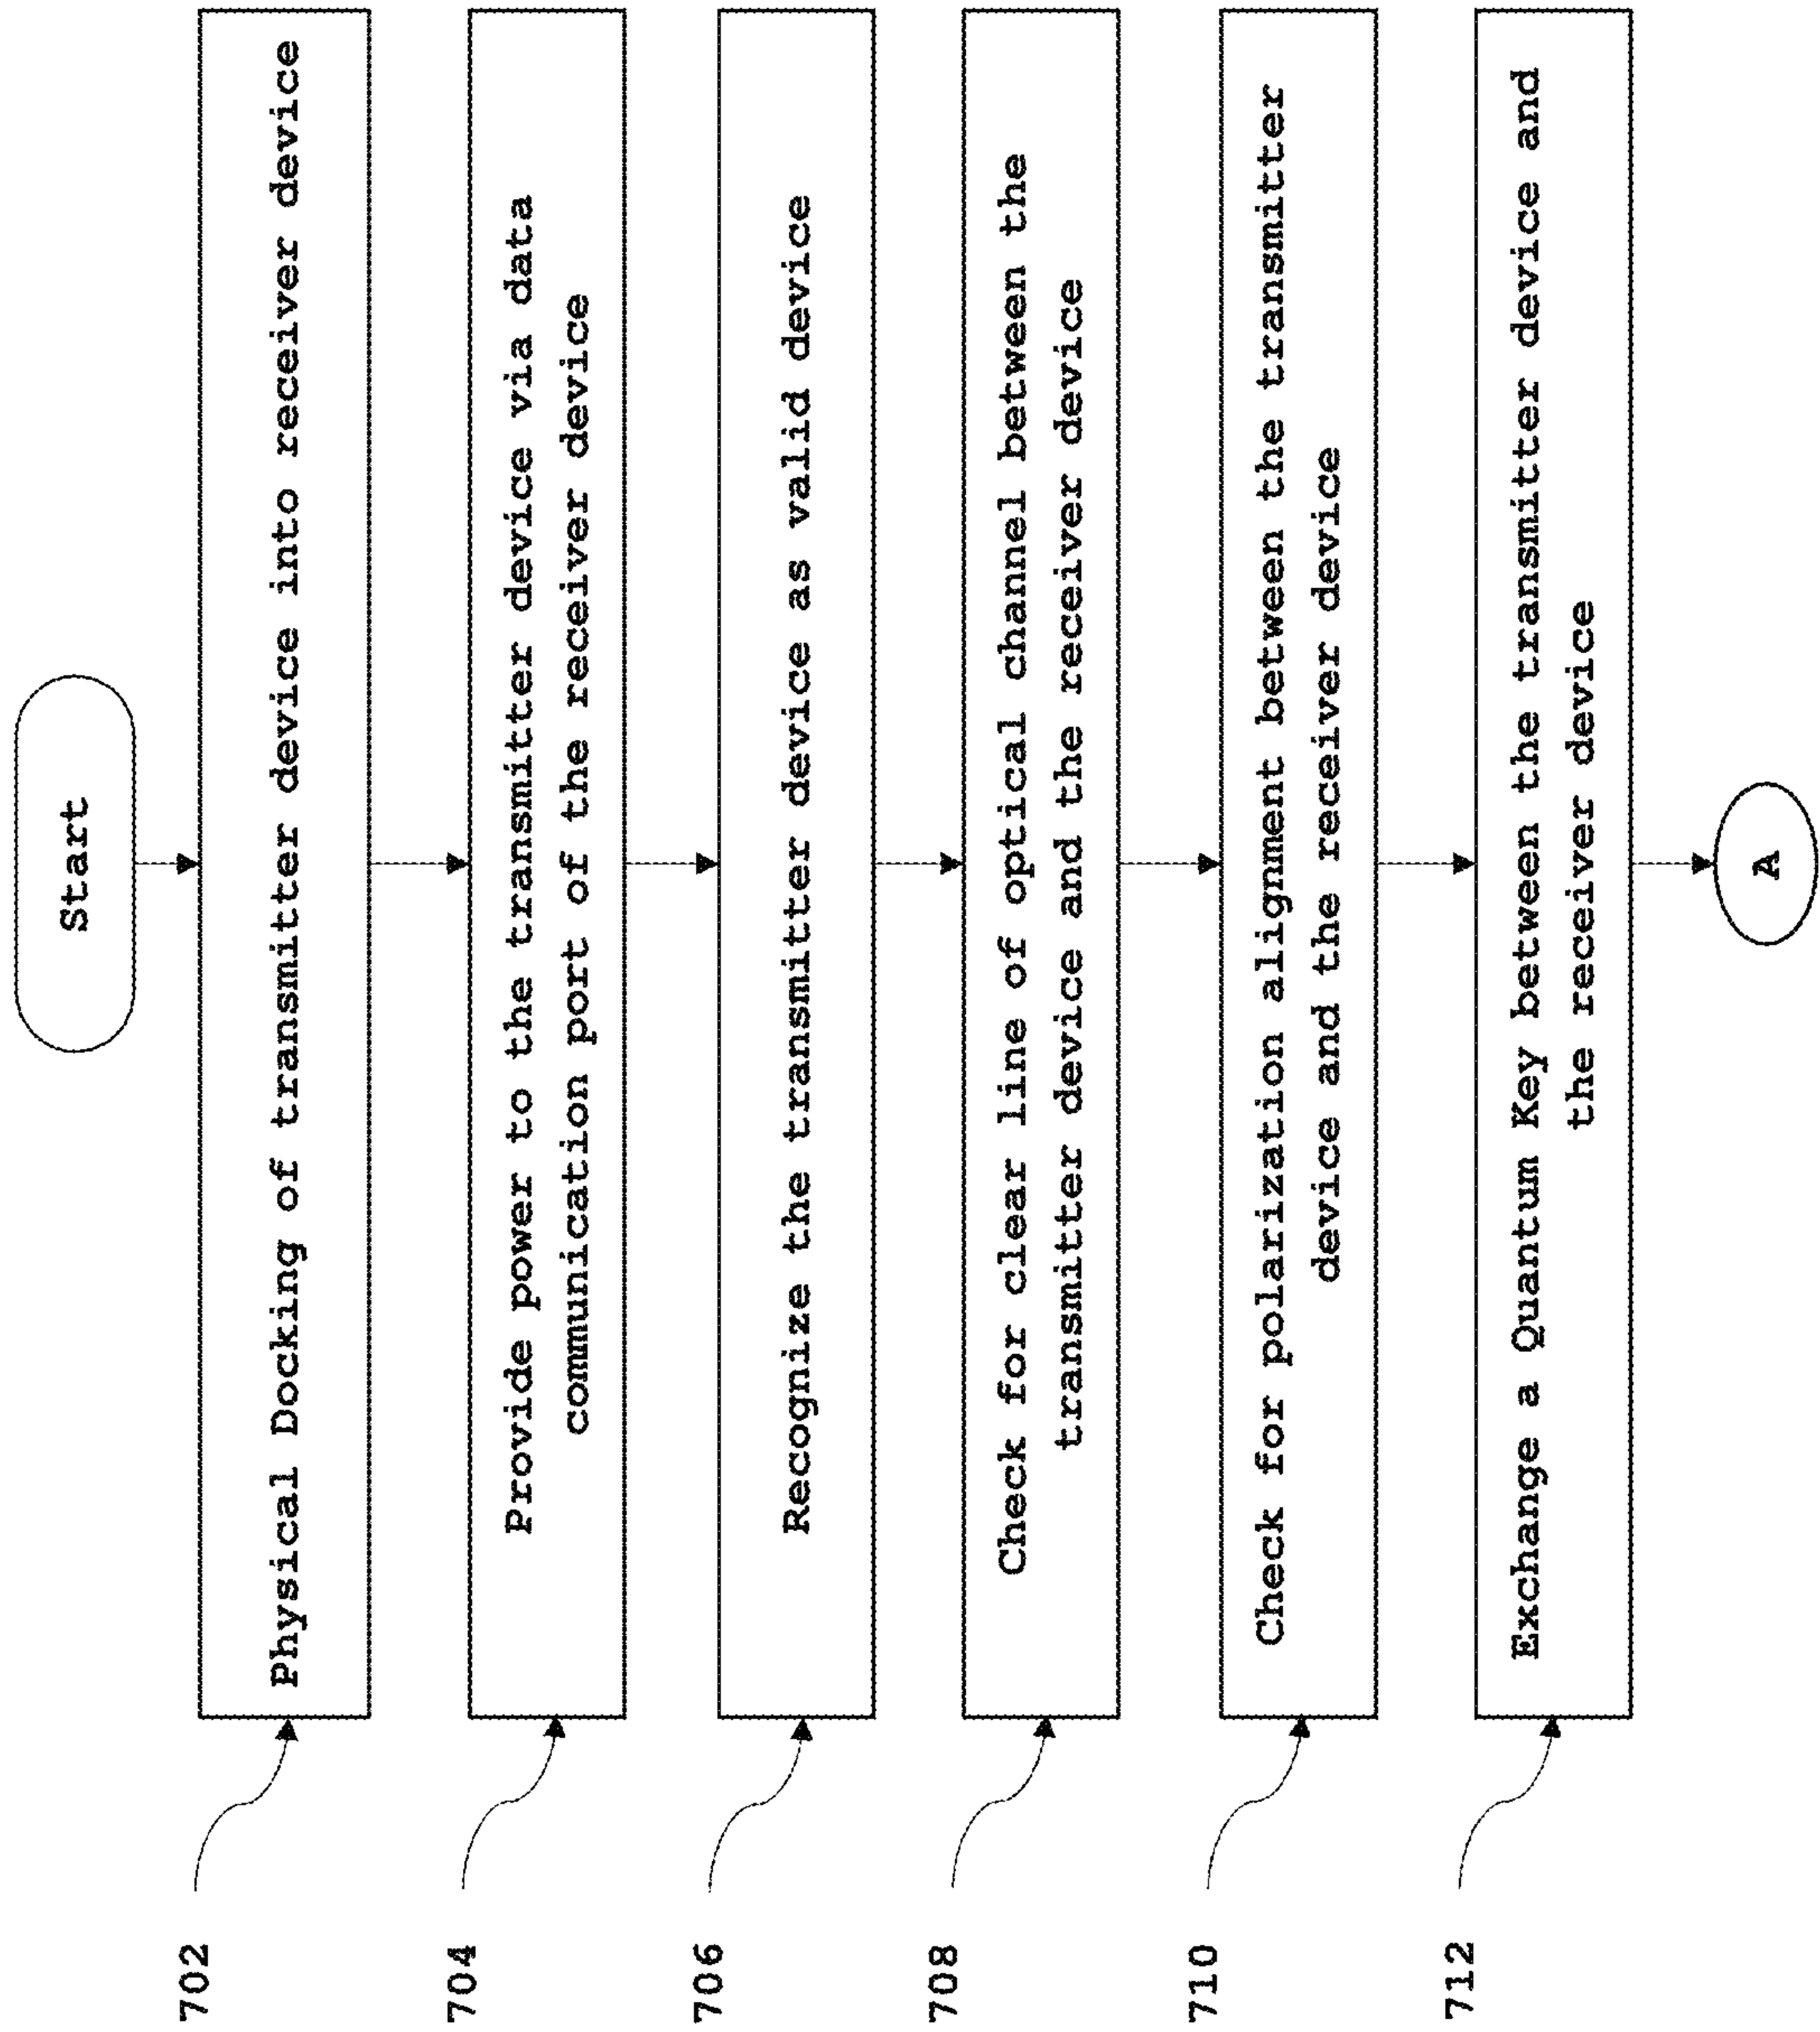 Start
702
Physical Docking of transmitter device into receiver device
704
Provide power to the transmitter device via data
communication port of the receiver device
706
Recognize the transmitter device as valid device
708
Check for clear line of optical channel between the
transmitter device and the receiver device
710
Check for polarization alignment between the transmitter
device and the receiver device
712
Exchange a Quantum Key between the transmitter device and
the receiver device
A